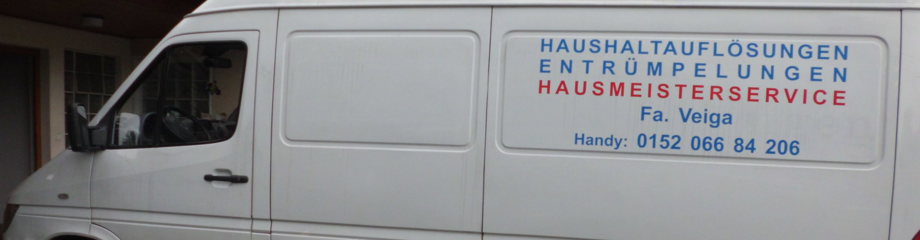 HAUSHALTAUFLÖSUNGEN
ENTRÜMPELUNGEN
HAUSMEISTERSERVICE
Fa. Veiga
Handy: 0152 066 84 206